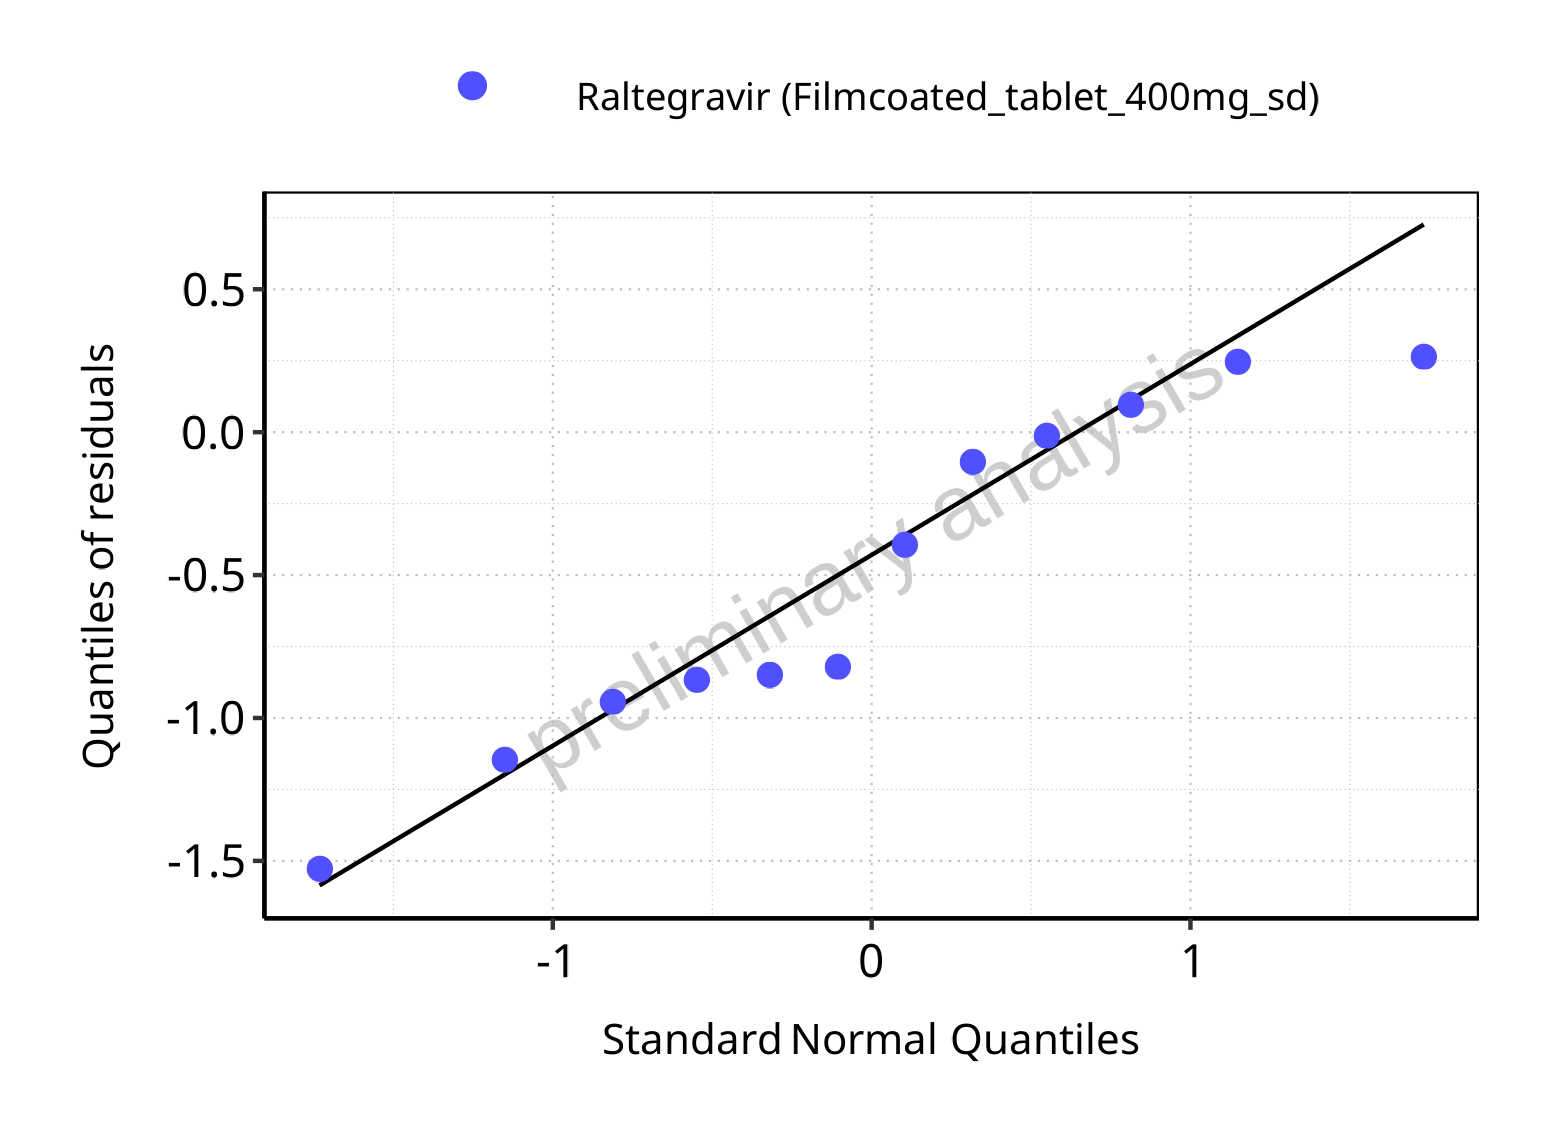 Raltegravir (Filmcoated_tablet_400mg_sd)
Quantiles of residuals
0.5
0.0
-0.5
-1.0
-1.5
preliminary analysis
-1 0 1
Standard Normal Quantiles